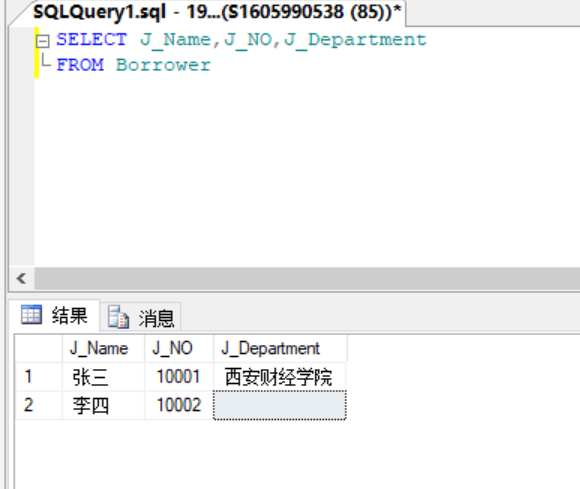 SQLQuery1.sql - 19...(S1605990538 (85))*
SELECT J_Name,J_NO,J_Department
FROM Borrower
结果 消息
J_Name J_NO J_Department
1 张三 10001 西安财经学院
2 李四 10002